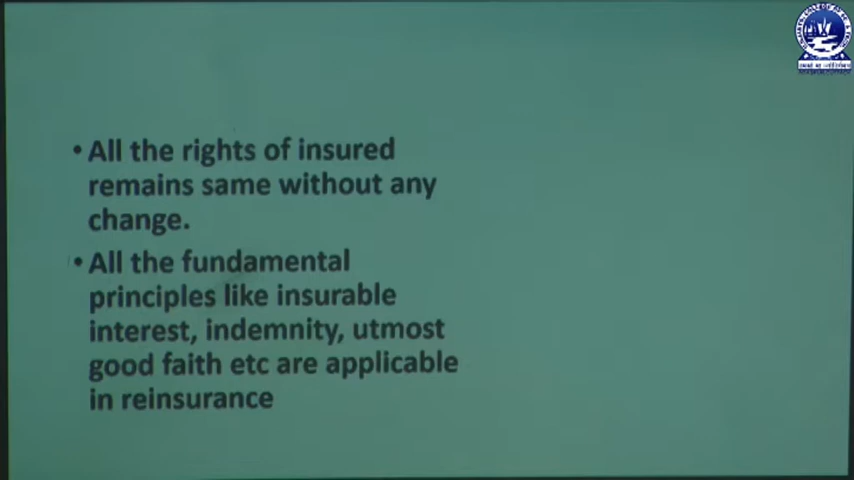 • All the rights of insured
remains same without any
change.
• All the fundamental
principles like insurable
interest, indemnity, utmost
good faith etc are applicable
in reinsurance